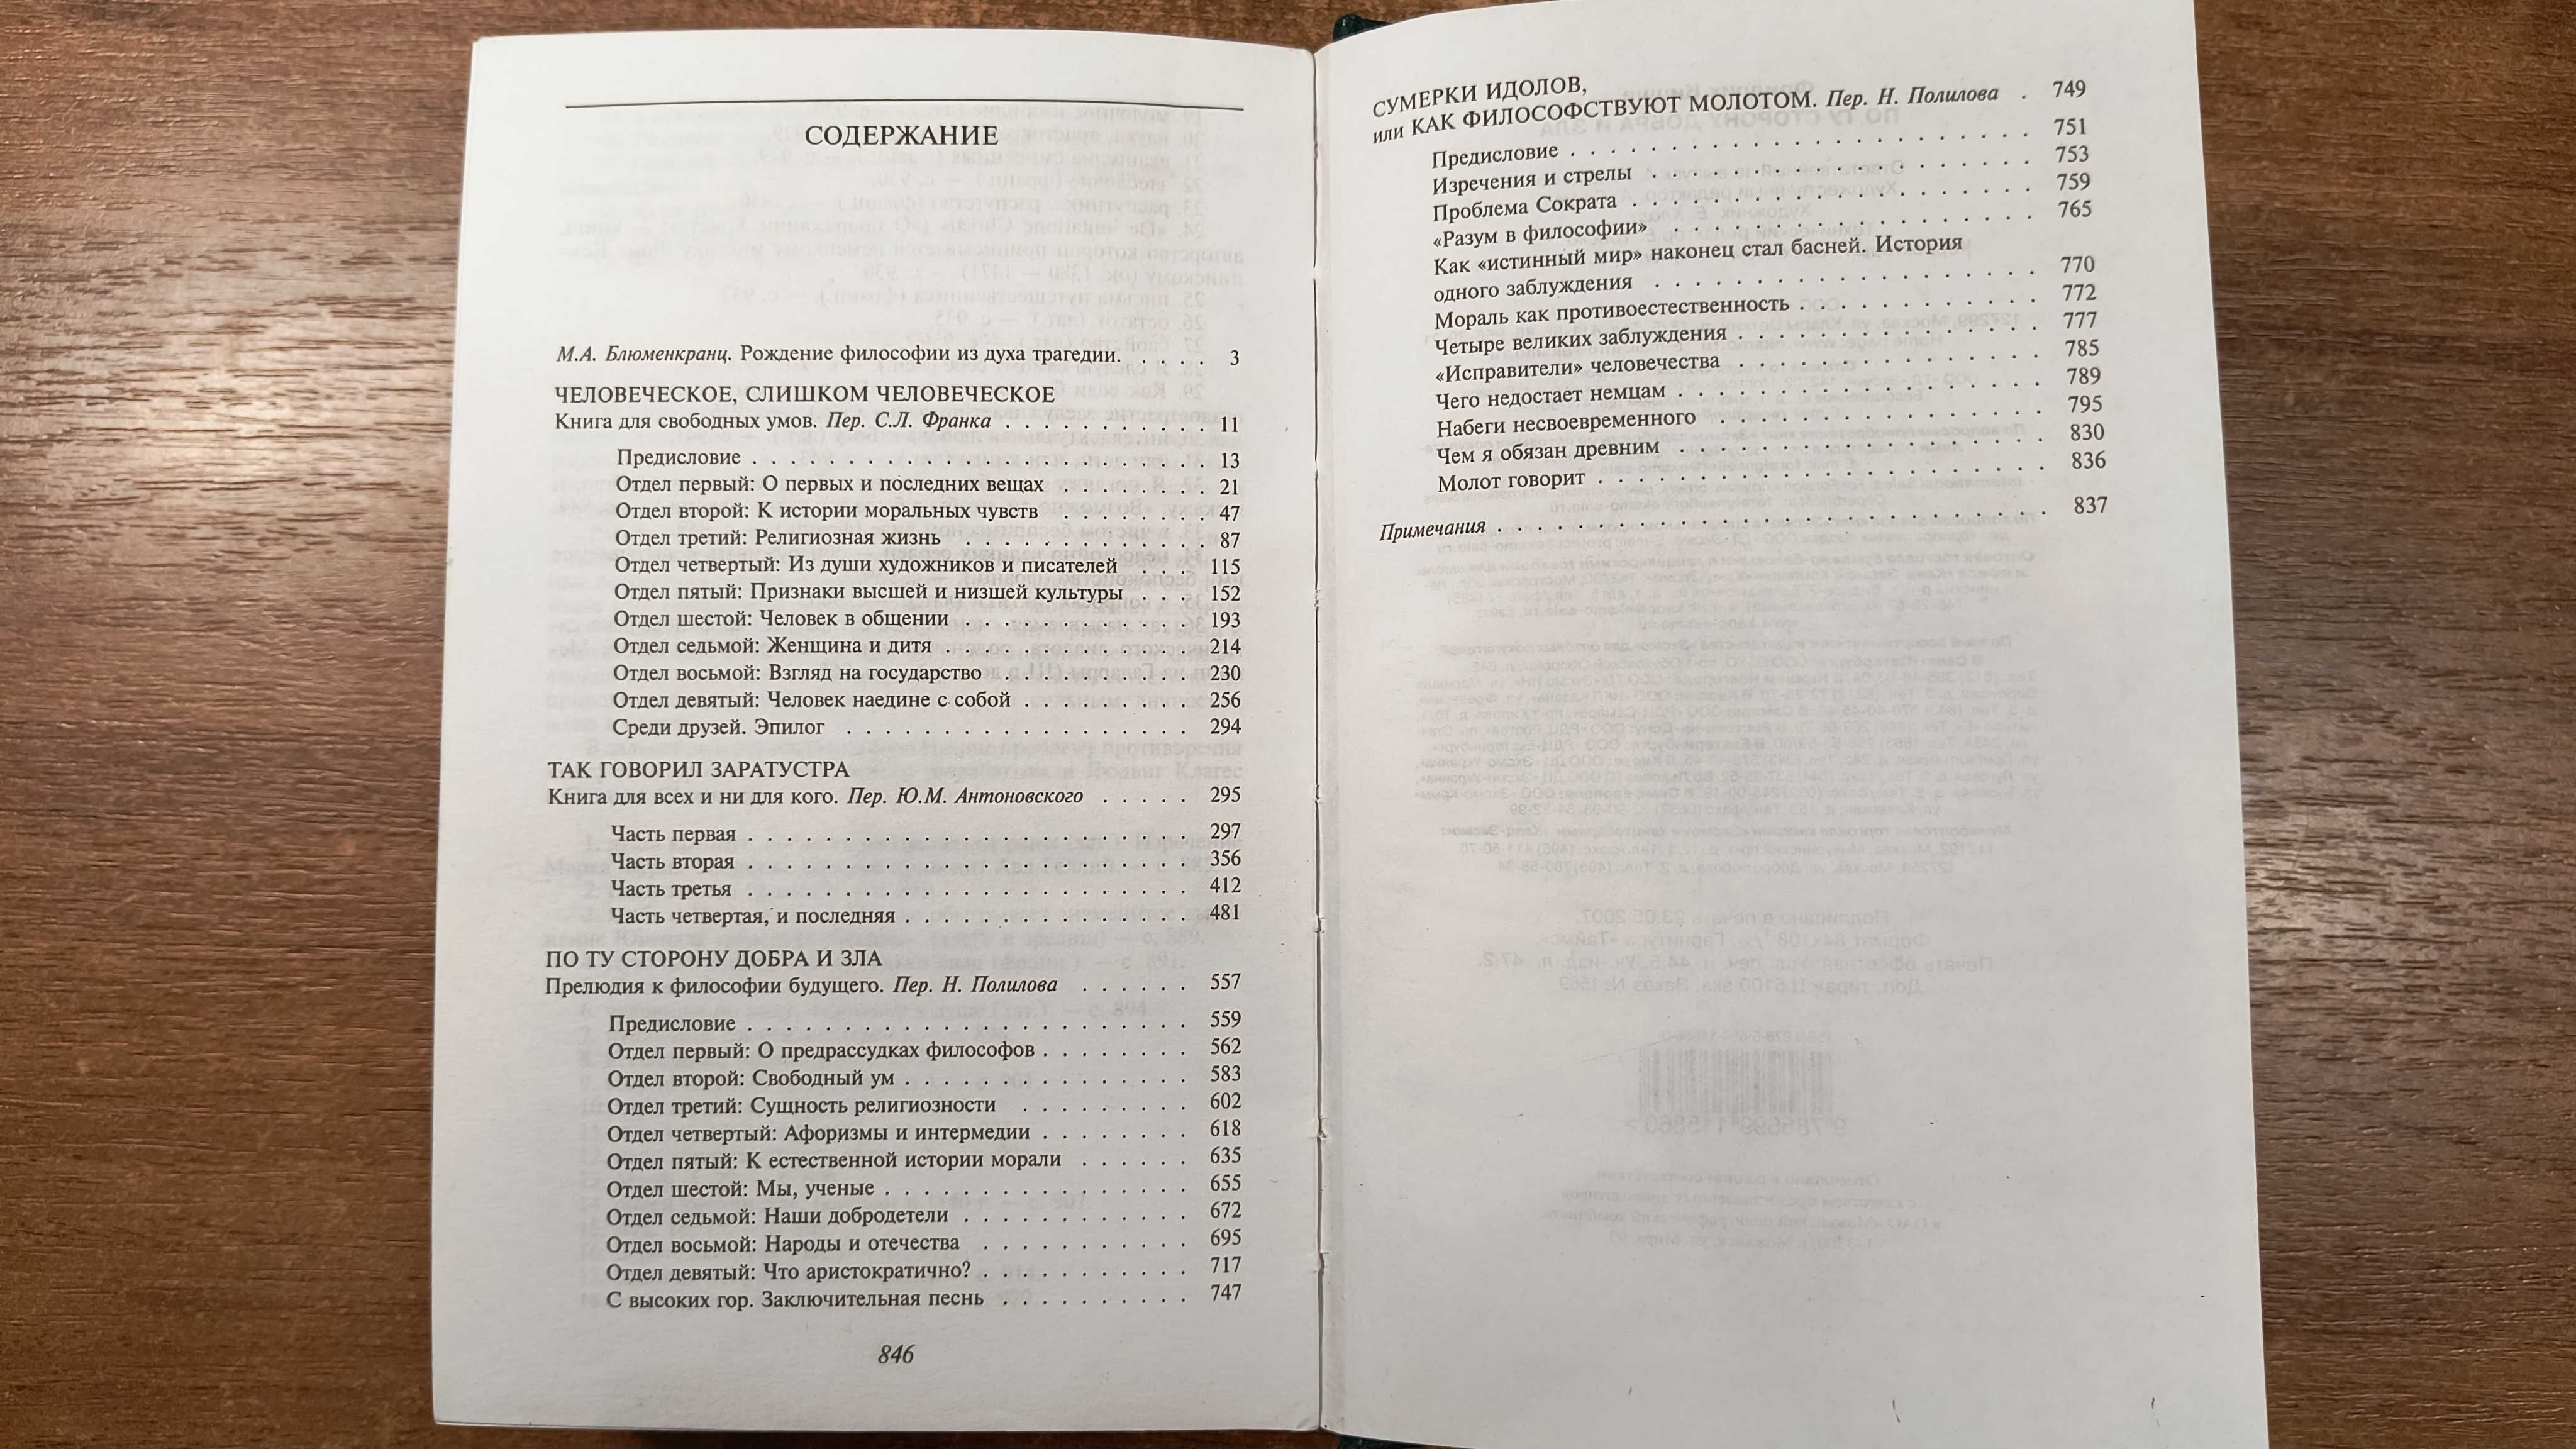 СОДЕРЖАНИЕ
М.А. Блюменкранц. Рождение философии из духа трагедии. . . . . 3
ЧЕЛОВЕЧЕСКОЕ, СЛИШКОМ ЧЕЛОВЕЧЕСКОЕ
Книга для свободных умов. Пер. С.Л. Франка . . . . . . . . . . . 11
Предисловие . . . . . . . . . . . . . . . . . . . . . . . . 13
Отдел первый: О первых и последних вещах . . . . . . . . 21
Отдел второй: К истории моральных чувств . . . . . . . . 47
Отдел третий: Религиозная жизнь . . . . . . . . . . . . . 87
Отдел четвертый: Из души художников и писателей . . . 115
Отдел пятый: Признаки высшей и низшей культуры . . . 152
Отдел шестой: Человек в общении . . . . . . . . . . . . 193
Отдел седьмой: Женщина и дитя . . . . . . . . . . . . . 214
Отдел восьмой: Взгляд на государство . . . . . . . . . . 230
Отдел девятый: Человек наедине с собой . . . . . . . . . 256
Среди друзей. Эпилог . . . . . . . . . . . . . . . . . . 294
ТАК ГОВОРИЛ ЗАРАТУСТРА
Книга для всех и ни для кого. Пер. Ю.М. Антоновского . . . . . 295
Часть первая . . . . . . . . . . . . . . . . . . . . . . . 297
Часть вторая . . . . . . . . . . . . . . . . . . . . . . . 356
Часть третья . . . . . . . . . . . . . . . . . . . . . . . 412
Часть четвертая, и последняя . . . . . . . . . . . . . . . 481
ПО ТУ СТОРОНУ ДОБРА И ЗЛА
Прелюдия к философии будущего. Пер. Н. Полилова . . . . . . 557
Предисловие . . . . . . . . . . . . . . . . . . . . . . . 559
Отдел первый: О предрассудках философов . . . . . . . . 562
Отдел второй: Свободный ум . . . . . . . . . . . . . . . 583
Отдел третий: Сущность религиозности . . . . . . . . . 602
Отдел четвертый: Афоризмы и интермедии . . . . . . . . 618
Отдел пятый: К естественной истории морали . . . . . . 635
Отдел шестой: Мы, ученые . . . . . . . . . . . . . . . . 655
Отдел седьмой: Наши добродетели . . . . . . . . . . . . 672
Отдел восьмой: Народы и отечества . . . . . . . . . . . 695
Отдел девятый: Что аристократично? . . . . . . . . . . . 717
С высоких гор. Заключительная песнь . . . . . . . . . . 747
846
СУМЕРКИ ИДОЛОВ,
или КАК ФИЛОСОФСТВУЮТ МОЛОТОМ. Пер. Н. Полилова . 749
Предисловие . . . . . . . . . . . . . . . . . . . . . . . 751
Изречения и стрелы . . . . . . . . . . . . . . . . . . . . 753
Проблема Сократа . . . . . . . . . . . . . . . . . . . . . 759
«Разум в философии» . . . . . . . . . . . . . . . . . . . 765
Как «истинный мир» наконец стал басней. История
одного заблуждения . . . . . . . . . . . . . . . . . . . . 770
Мораль как противоестественность . . . . . . . . . . . . . 772
Четыре великих заблуждения . . . . . . . . . . . . . . . . 777
«Исправители» человечества . . . . . . . . . . . . . . . . 785
Чего недостает немцам . . . . . . . . . . . . . . . . . . . 789
Набеги несвоевременного . . . . . . . . . . . . . . . . . . 795
Чем я обязан древним . . . . . . . . . . . . . . . . . . . 830
Молот говорит . . . . . . . . . . . . . . . . . . . . . . . 836
Примечания . . . . . . . . . . . . . . . . . . . . . . . . . . . 837